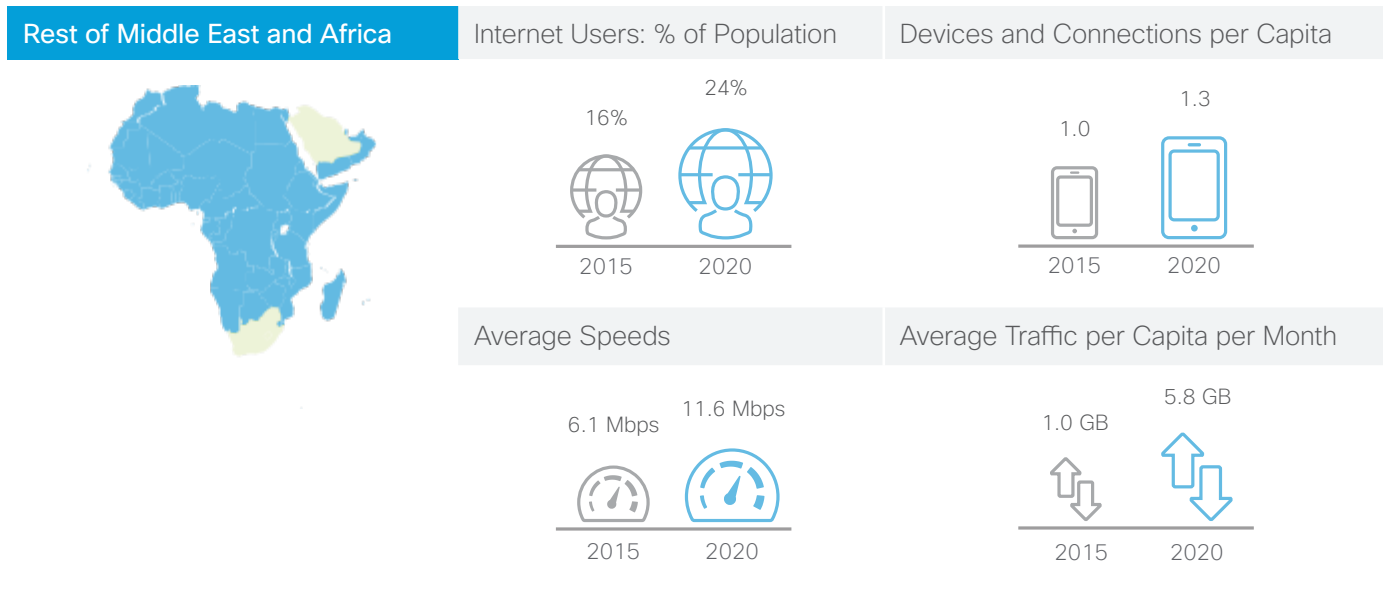 Rest of Middle East and Africa
Internet Users: % of Population
Devices and Connections per Capita
16%
24%
2015
2020
1.0
1.3
2015
2020
Average Speeds
Average Traffic per Capita per Month
6.1 Mbps
11.6 Mbps
2015
2020
1.0 GB
5.8 GB
2015
2020